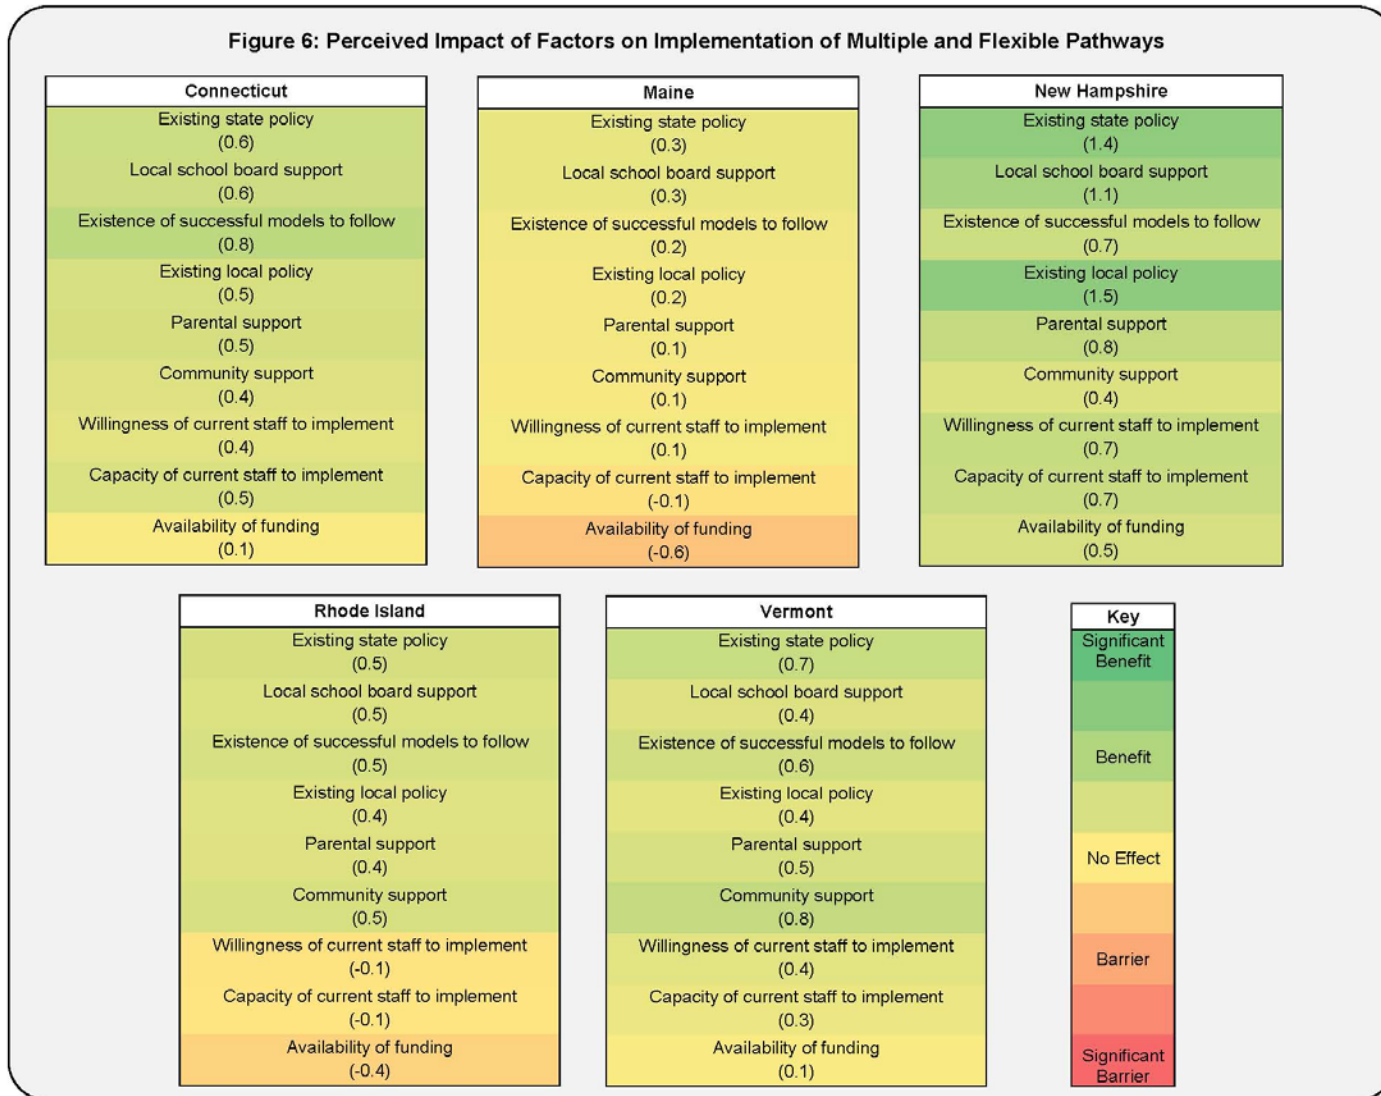 Figure 6: Perceived Impact of Factors on Implementation of Multiple and Flexible Pathways
Connecticut
Existing state policy
(0.6)
Local school board support
(0.6)
Existence of successful models to follow
(0.8)
Existing local policy
(0.5)
Parental support
(0.5)
Community support
(0.4)
Willingness of current staff to implement
(0.4)
Capacity of current staff to implement
(0.5)
Availability of funding
(0.1)
Maine
Existing state policy
(0.3)
Local school board support
(0.3)
Existence of successful models to follow
(0.2)
Existing local policy
(0.2)
Parental support
(0.1)
Community support
(0.1)
Willingness of current staff to implement
(0.1)
Capacity of current staff to implement
(-0.1)
Availability of funding
(-0.6)
New Hampshire
Existing state policy
(1.4)
Local school board support
(1.1)
Existence of successful models to follow
(0.7)
Existing local policy
(1.5)
Parental support
(0.8)
Community support
(0.4)
Willingness of current staff to implement
(0.7)
Capacity of current staff to implement
(0.7)
Availability of funding
(0.5)
Rhode Island
Existing state policy
(0.5)
Local school board support
(0.5)
Existence of successful models to follow
(0.5)
Existing local policy
(0.4)
Parental support
(0.4)
Community support
(0.5)
Willingness of current staff to implement
(-0.1)
Capacity of current staff to implement
(-0.1)
Availability of funding
(-0.4)
Vermont
Existing state policy
(0.7)
Local school board support
(0.4)
Existence of successful models to follow
(0.6)
Existing local policy
(0.4)
Parental support
(0.5)
Community support
(0.8)
Willingness of current staff to implement
(0.4)
Capacity of current staff to implement
(0.3)
Availability of funding
(0.1)
Key
Significant
Benefit
Benefit
No Effect
Barrier
Significant
Barrier